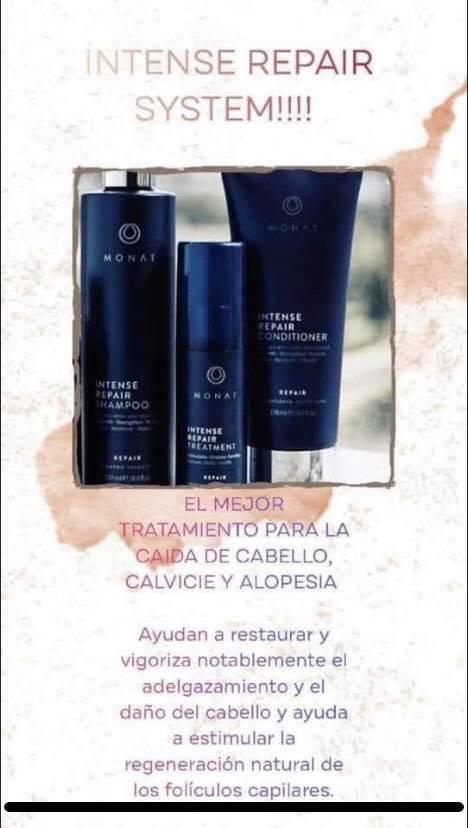 INTENSE REPAIR
SYSTEM!!!!
MONAT
INTENSE
REPAIR
SHAMPOO
REPAIR
MONAT
INTENSE
REPAIR
TREATMENT
REPAIR
MONAT
INTENSE
REPAIR
CONDITIONER
REPAIR
EL MEJOR
TRATAMIENTO PARA LA
CAIDA DE CABELLO,
CALVICIE Y ALOPESIA
Ayudan a restaurar y
vigoriza notablemente el
adelgazamiento y el
daño del cabello y ayuda
a estimular la
regeneración natural de
los folículos capilares.